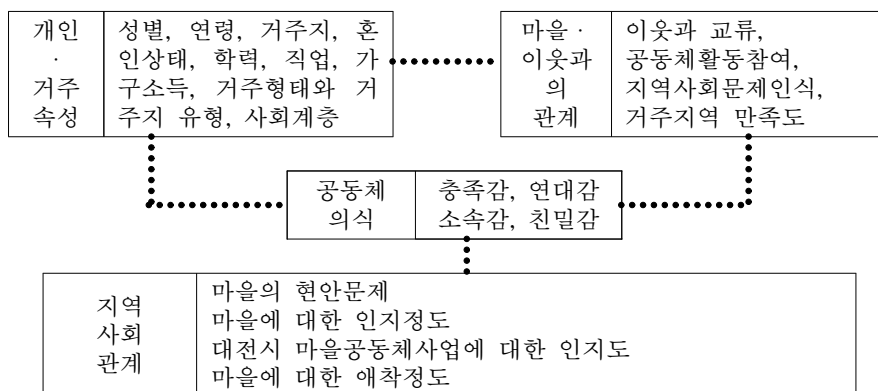 개인
·
거주
속성
성별, 연령, 거주지, 혼
인상태, 학력, 직업, 가
구소득, 거주형태와 거
주지 유형, 사회계층
마을·
이웃과
의
관계
이웃과 교류,
공동체활동참여,
지역사회문제인식,
거주지역 만족도
공동체
의식
충족감, 연대감
소속감, 친밀감
지역
사회
관계
마을의 현안문제
마을에 대한 인지정도
대전시 마을공동체사업에 대한 인지도
마을에 대한 애착정도